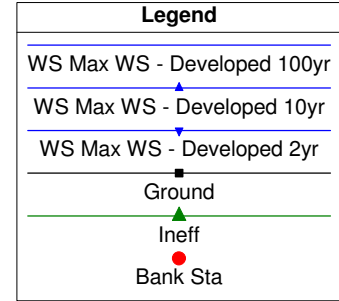 Legend
WS Max WS - Developed 100yr
WS Max WS - Developed 10yr
WS Max WS - Developed 2yr
Ground
Ineff
Bank Sta